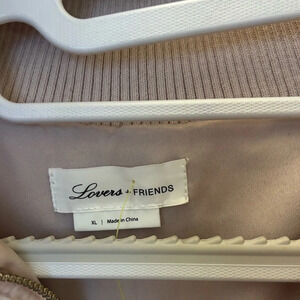 Lovers + FRIENDS
XL | Made in China